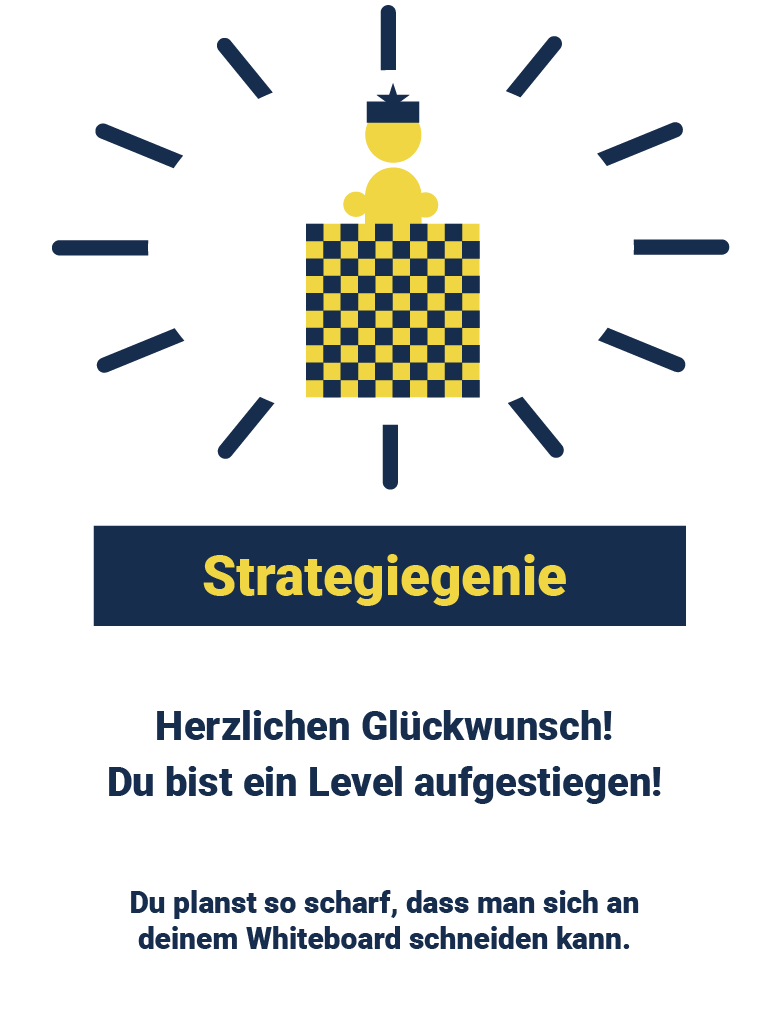 Strategiegenie
Herzlichen Glückwunsch!
Du bist ein Level aufgestiegen!
Du planst so scharf, dass man sich an
deinem Whiteboard schneiden kann.